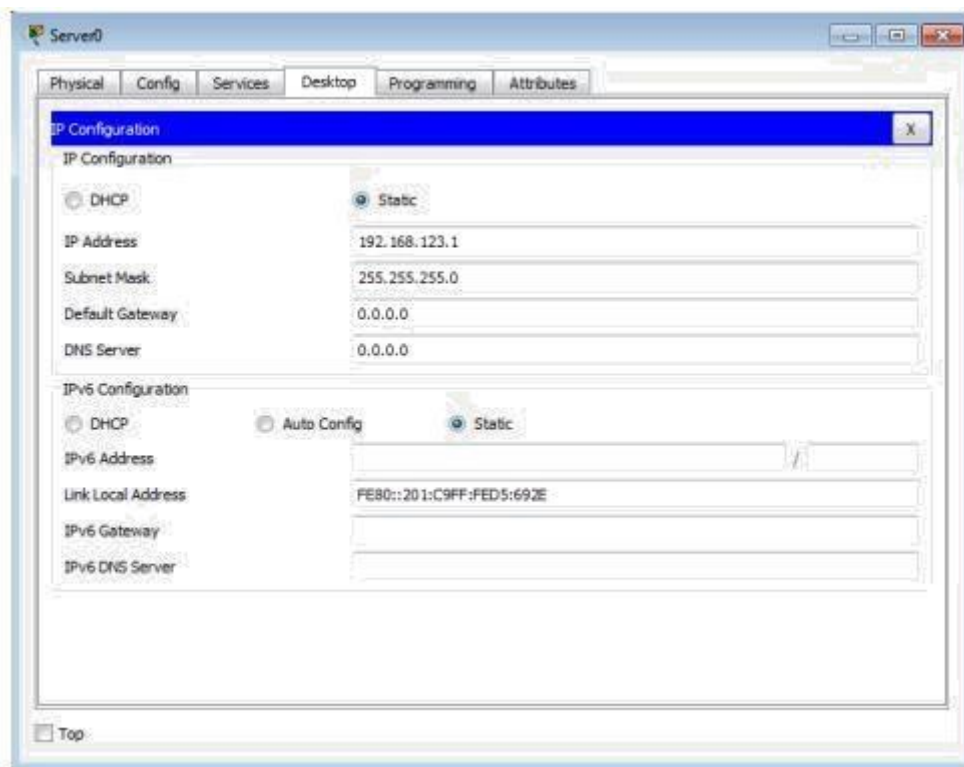 Server0
Physical Config Services Desktop Programming Attributes
IP Configuration X
IP Configuration
DHCP Static
IP Address 192.168.123.1
Subnet Mask 255.255.255.0
Default Gateway 0.0.0.0
DNS Server 0.0.0.0
IPv6 Configuration
DHCP Auto Config Static
IPv6 Address /
Link Local Address FE80::201:C9FF:FED5:692E
IPv6 Gateway
IPv6 DNS Server
Top